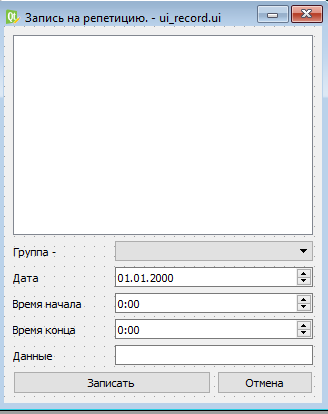 Запись на репетицию. - ui_record.ui
Группа -
Дата 01.01.2000
Время начала 0:00
Время конца 0:00
Данные
Записать Отмена